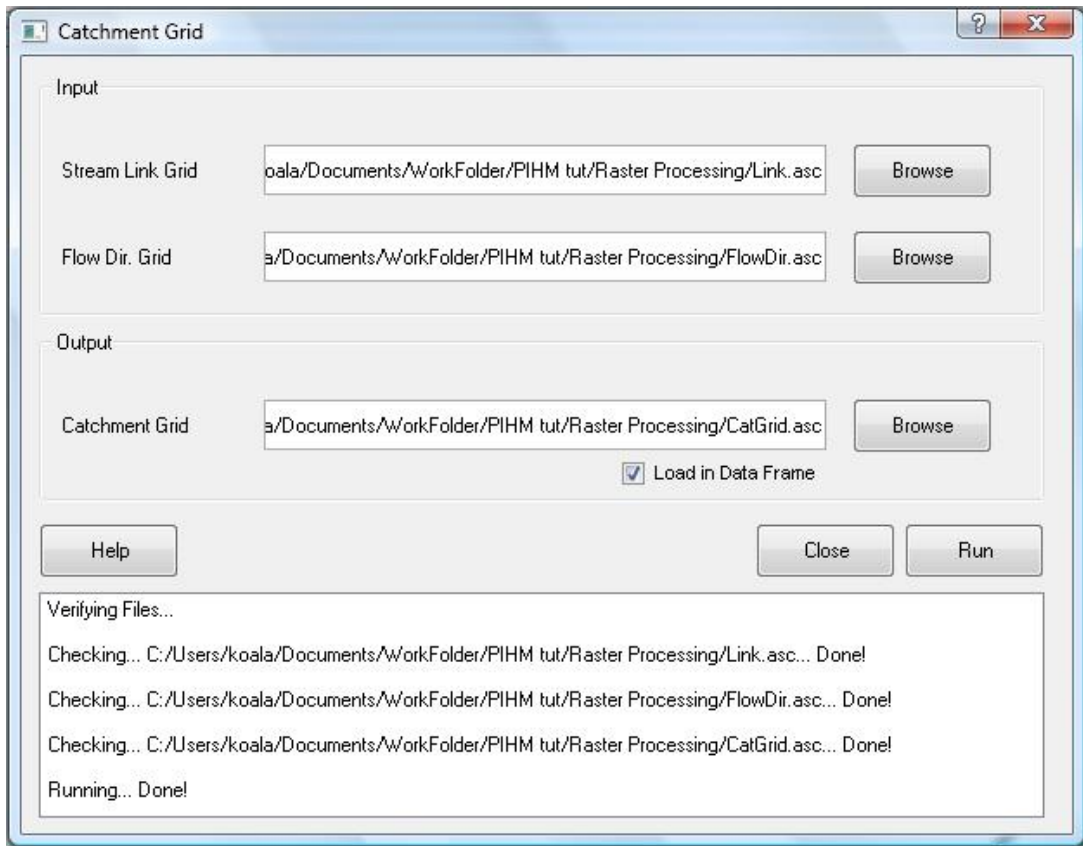 Catchment Grid
?
X
Input
Stream Link Grid
oala/Documents/WorkFolder/PIHM tut/Raster Processing/Link.asc
Browse
Flow Dir. Grid
a/Documents/WorkFolder/PIHM tut/Raster Processing/FlowDir.asc
Browse
Output
Catchment Grid
a/Documents/WorkFolder/PIHM tut/Raster Processing/CatGrid.asc
Browse
Load in Data Frame
Help
Close
Run
Verifying Files...
Checking... C:/Users/koala/Documents/WorkFolder/PIHM tut/Raster Processing/Link.asc... Done!
Checking... C:/Users/koala/Documents/WorkFolder/PIHM tut/Raster Processing/FlowDir.asc... Done!
Checking... C:/Users/koala/Documents/WorkFolder/PIHM tut/Raster Processing/CatGrid.asc... Done!
Running... Done!